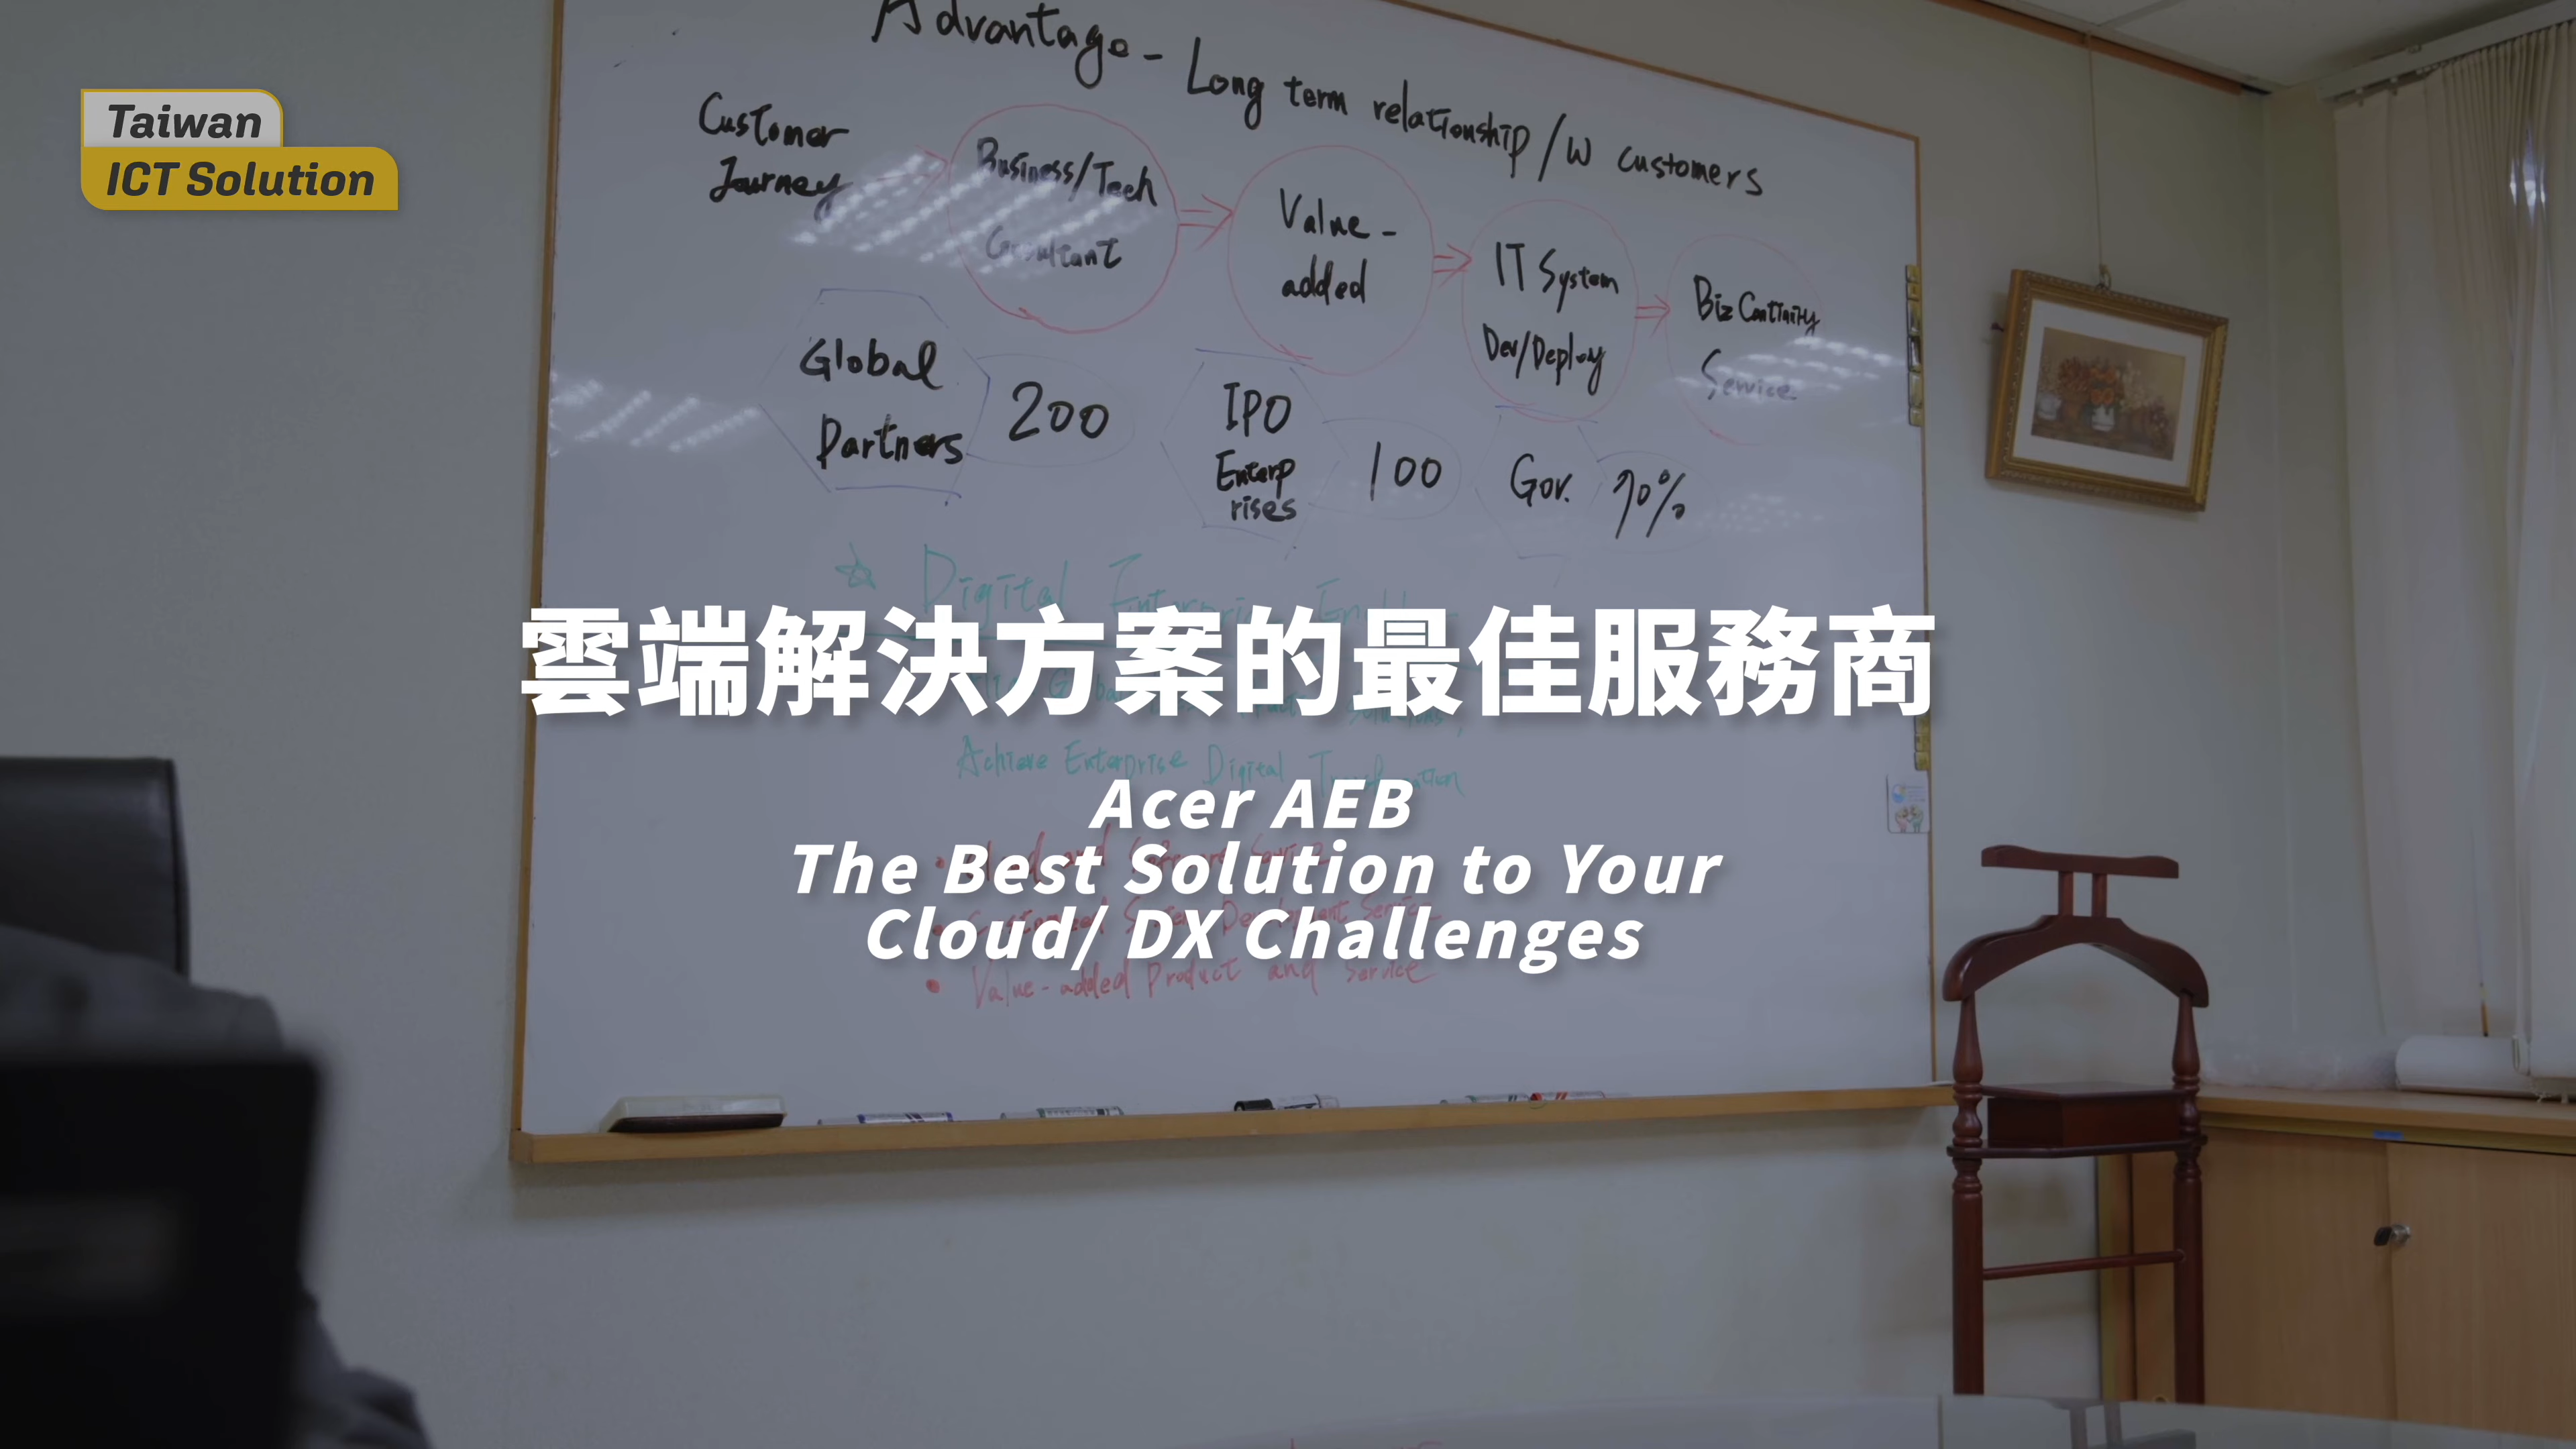 Taiwan
ICT Solution
Advantage - Long term relationship / W customers
Customer
Journey
Business/Tech
Consultant
Value -
added
IT System
Dev/Deploy
Biz Continuity
Service
Global
Partners
200
IPO
Enterp
rises
100
Gov.
70%
Digital Enterprise
雲端解決方案的最佳服務商
Achieve Enterprise Digital Transformation
Acer AEB
The Best Solution to Your
Cloud/ DX Challenges
• Value-added Product and Service